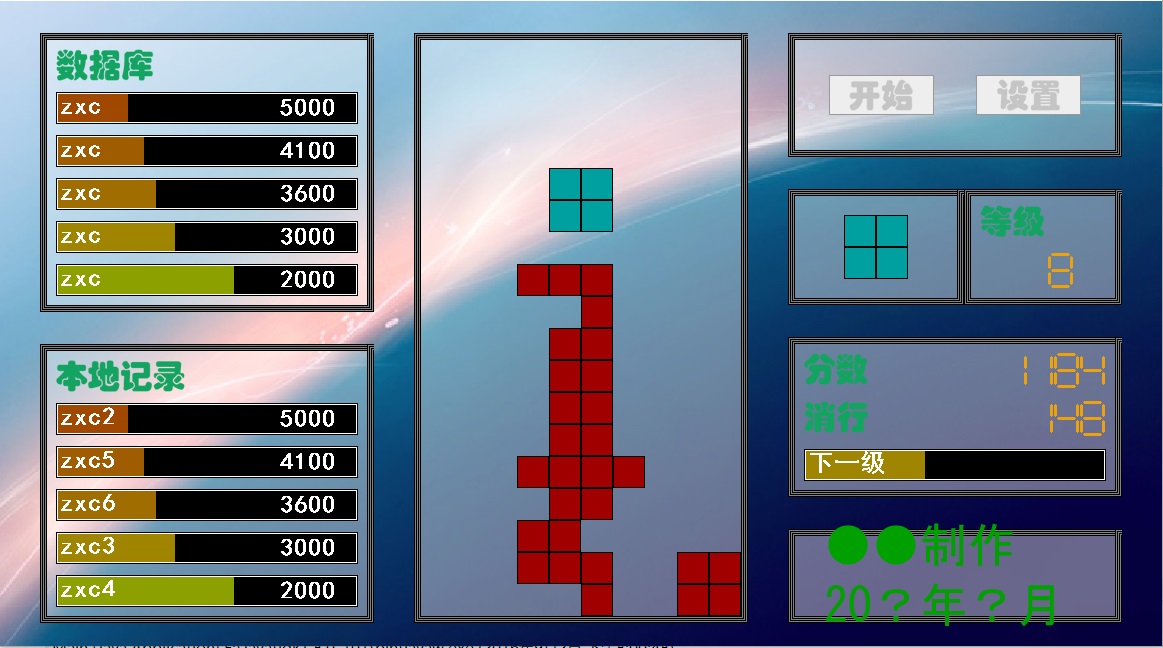 数据库
zxc 5000
zxc 4100
zxc 3600
zxc 3000
zxc 2000
本地记录
zxc2 5000
zxc5 4100
zxc6 3600
zxc3 3000
zxc4 2000
开始 设置
等级
8
分数 1184
消行 148
下一级
●●制作
20？年？月